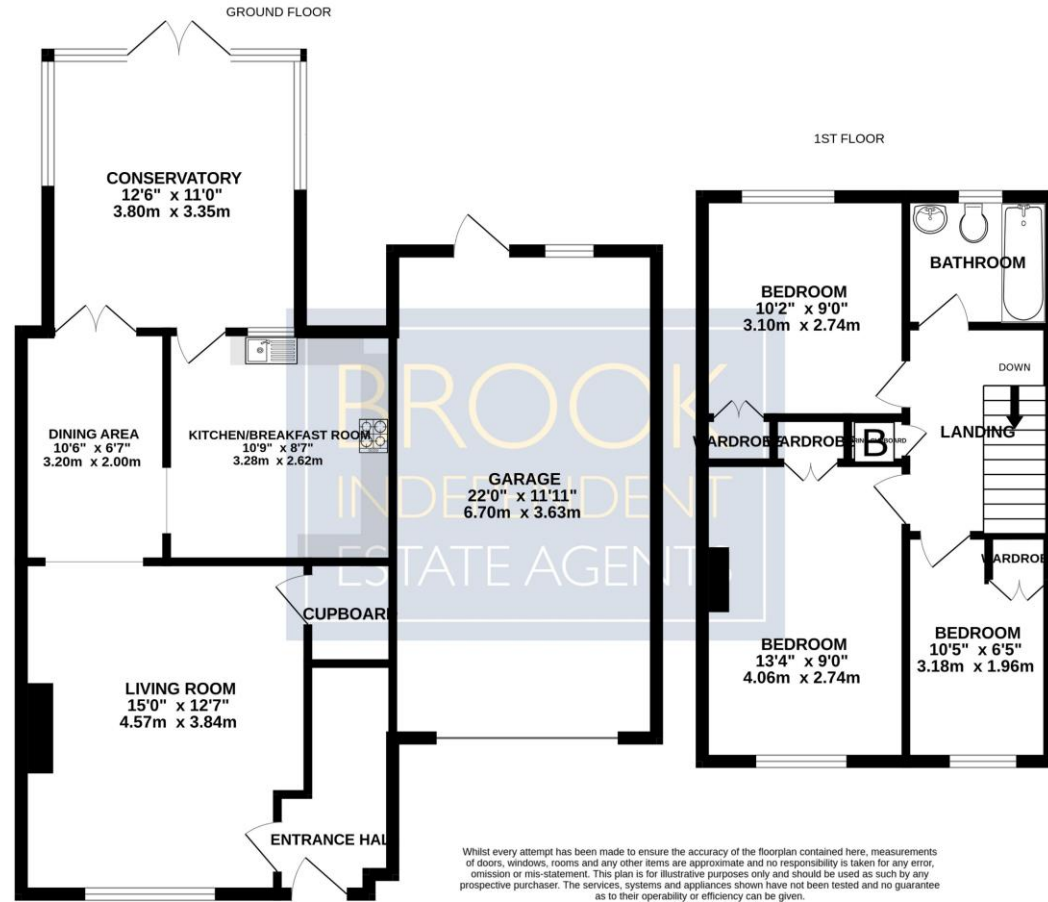 GROUND FLOOR
CONSERVATORY
12'6" x 11'0"
3.80m x 3.35m
DINING AREA
10'6" x 6'7"
3.20m x 2.00m
KITCHEN/BREAKFAST ROOM
10'9" x 8'7"
3.28m x 2.62m
GARAGE
22'0" x 11'11"
6.70m x 3.63m
CUPBOARD
LIVING ROOM
15'0" x 12'7"
4.57m x 3.84m
ENTRANCE HAL
BROOK
INDEPENDENT
ESTATE AGENTS
1ST FLOOR
BEDROOM
10'2" x 9'0"
3.10m x 2.74m
BATHROOM
DOWN
LANDING
WARDROBE
WARDROBE
B
BEDROOM
13'4" x 9'0"
4.06m x 2.74m
WARDROBE
BEDROOM
10'5" x 6'5"
3.18m x 1.96m
Whilst every attempt has been made to ensure the accuracy of the floorplan contained here, measurements
of doors, windows, rooms and any other items are approximate and no responsibility is taken for any error,
omission or mis-statement. This plan is for illustrative purposes only and should be used as such by any
prospective purchaser. The services, systems and appliances shown have not been tested and no guarantee
as to their operability or efficiency can be given.